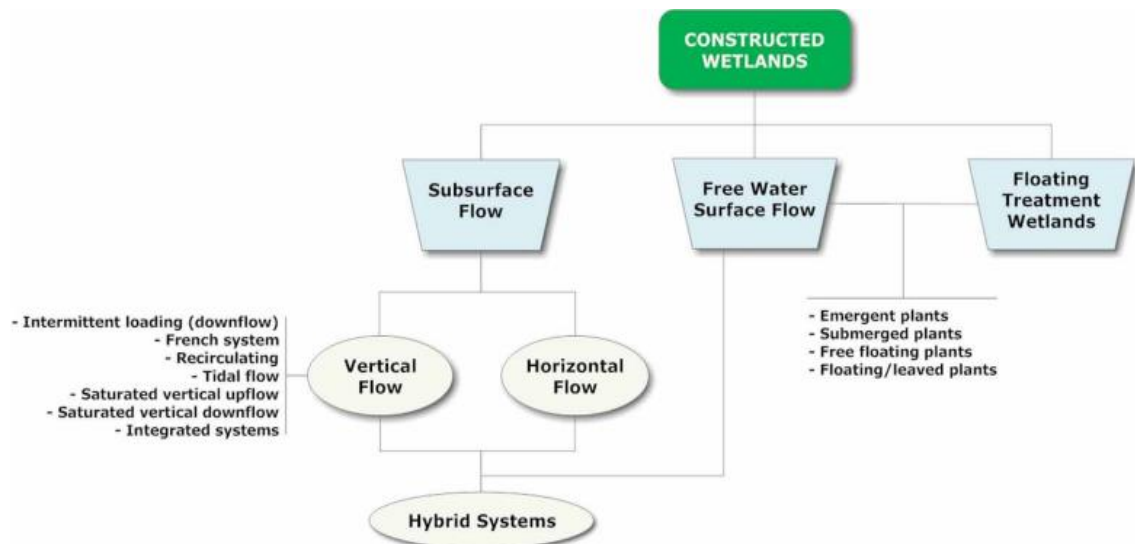 CONSTRUCTED
WETLANDS
Subsurface
Flow
Free Water
Surface Flow
Floating
Treatment
Wetlands
- Intermittent loading (downflow)
- French system
- Recirculating
- Tidal flow
- Saturated vertical upflow
- Saturated vertical downflow
- Integrated systems
Vertical
Flow
Horizontal
Flow
- Emergent plants
- Submerged plants
- Free floating plants
- Floating/leaved plants
Hybrid Systems